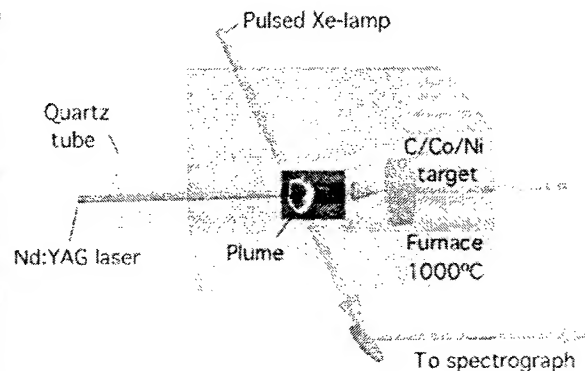 Pulsed Xe-lamp
Quartz
tube
C/Co/Ni
target
Nd:YAG laser
Plume
Furnace
1000ºC
To spectrograph